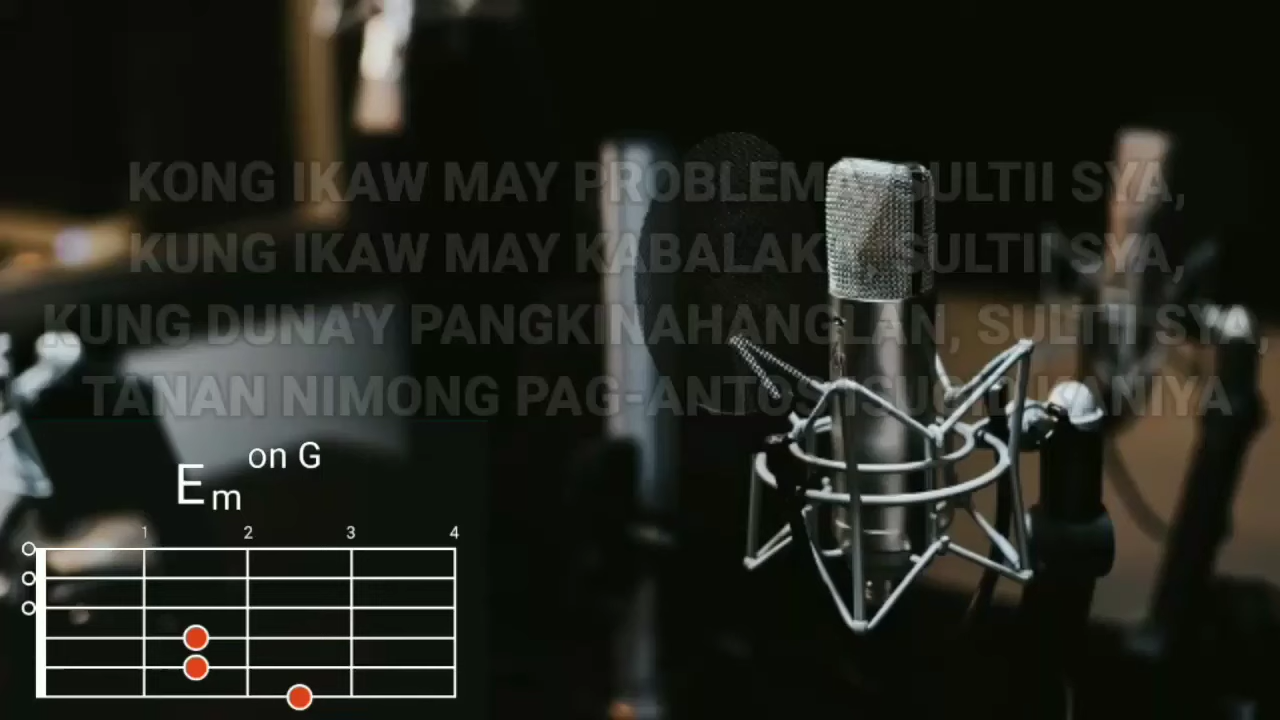 KONG IKAW MAY PROBLEMA, SULTII SYA,
KUNG IKAW MAY KABALAKA, SULTII SYA,
KUNG DUNA'Y PANGKINAHANGLAN, SULTII SYA,
TANAN NIMONG PAG-ANTOS ISUGID KANIYA
Em on G
1 2 3 4